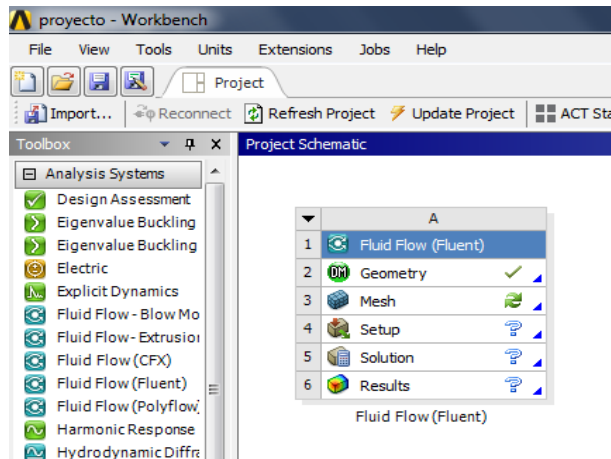 proyecto - Workbench
File View Tools Units Extensions Jobs Help
Project
Import... Reconnect Refresh Project Update Project ACT Sta
Toolbox
Project Schematic
Analysis Systems
Design Assessment
Eigenvalue Buckling
Eigenvalue Buckling
Electric
Explicit Dynamics
Fluid Flow - Blow Mo
Fluid Flow - Extrusion
Fluid Flow (CFX)
Fluid Flow (Fluent)
Fluid Flow (Polyflow)
Harmonic Response
Hydrodynamic Diffra
A
1 Fluid Flow (Fluent)
2 DM Geometry
3 Mesh
4 Setup
5 Solution
6 Results
Fluid Flow (Fluent)